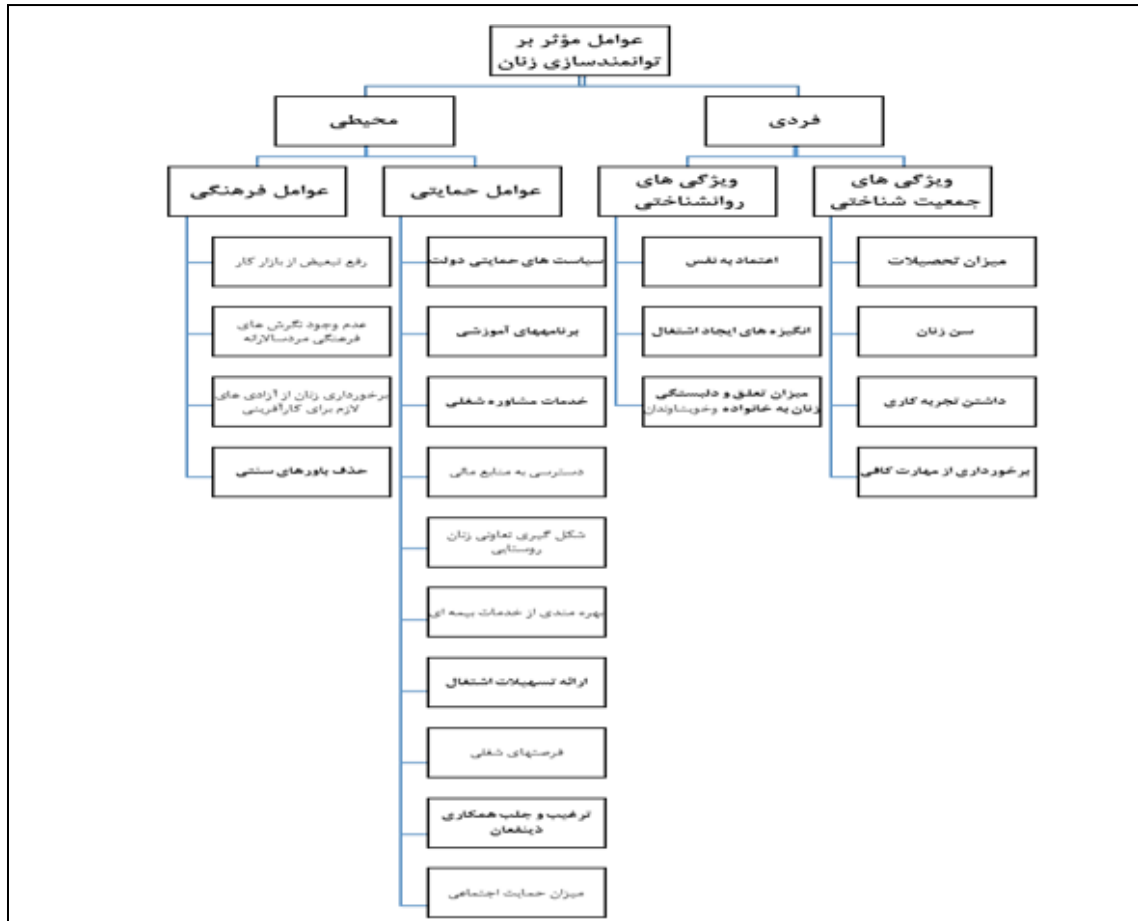 عوامل مؤثر بر
توانمندسازی زنان
فردی
محیطی
ویژگی های
جمعیت شناختی
ویژگی های
روانشناختی
عوامل حمایتی
عوامل فرهنگی
میزان تحصیلات
سن زنان
داشتن تجربه کاری
برخورداری از مهارت کافی
اعتماد به نفس
انگیزه های ایجاد اشتغال
میزان تعلق و دلبستگی
زنان به خانواده وخویشاوندان
سیاست های حمایتی دولت
برنامههای آموزشی
خدمات مشاوره شغلی
دسترسی به منابع مالی
شکل گیری تعاونی زنان
روستایی
بهره مندی از خدمات بیمه ای
ارائه تسهیلات اشتغال
فرصتهای شغلی
ترغیب و جلب همکاری
ذینفعان
میزان حمایت اجتماعی
رفع تبعیض از بازار کار
عدم وجود نگرش های
فرهنگی مردسالارانه
برخورداری زنان از آزادی های
لازم برای کارآفرینی
حذف باورهای سنتی